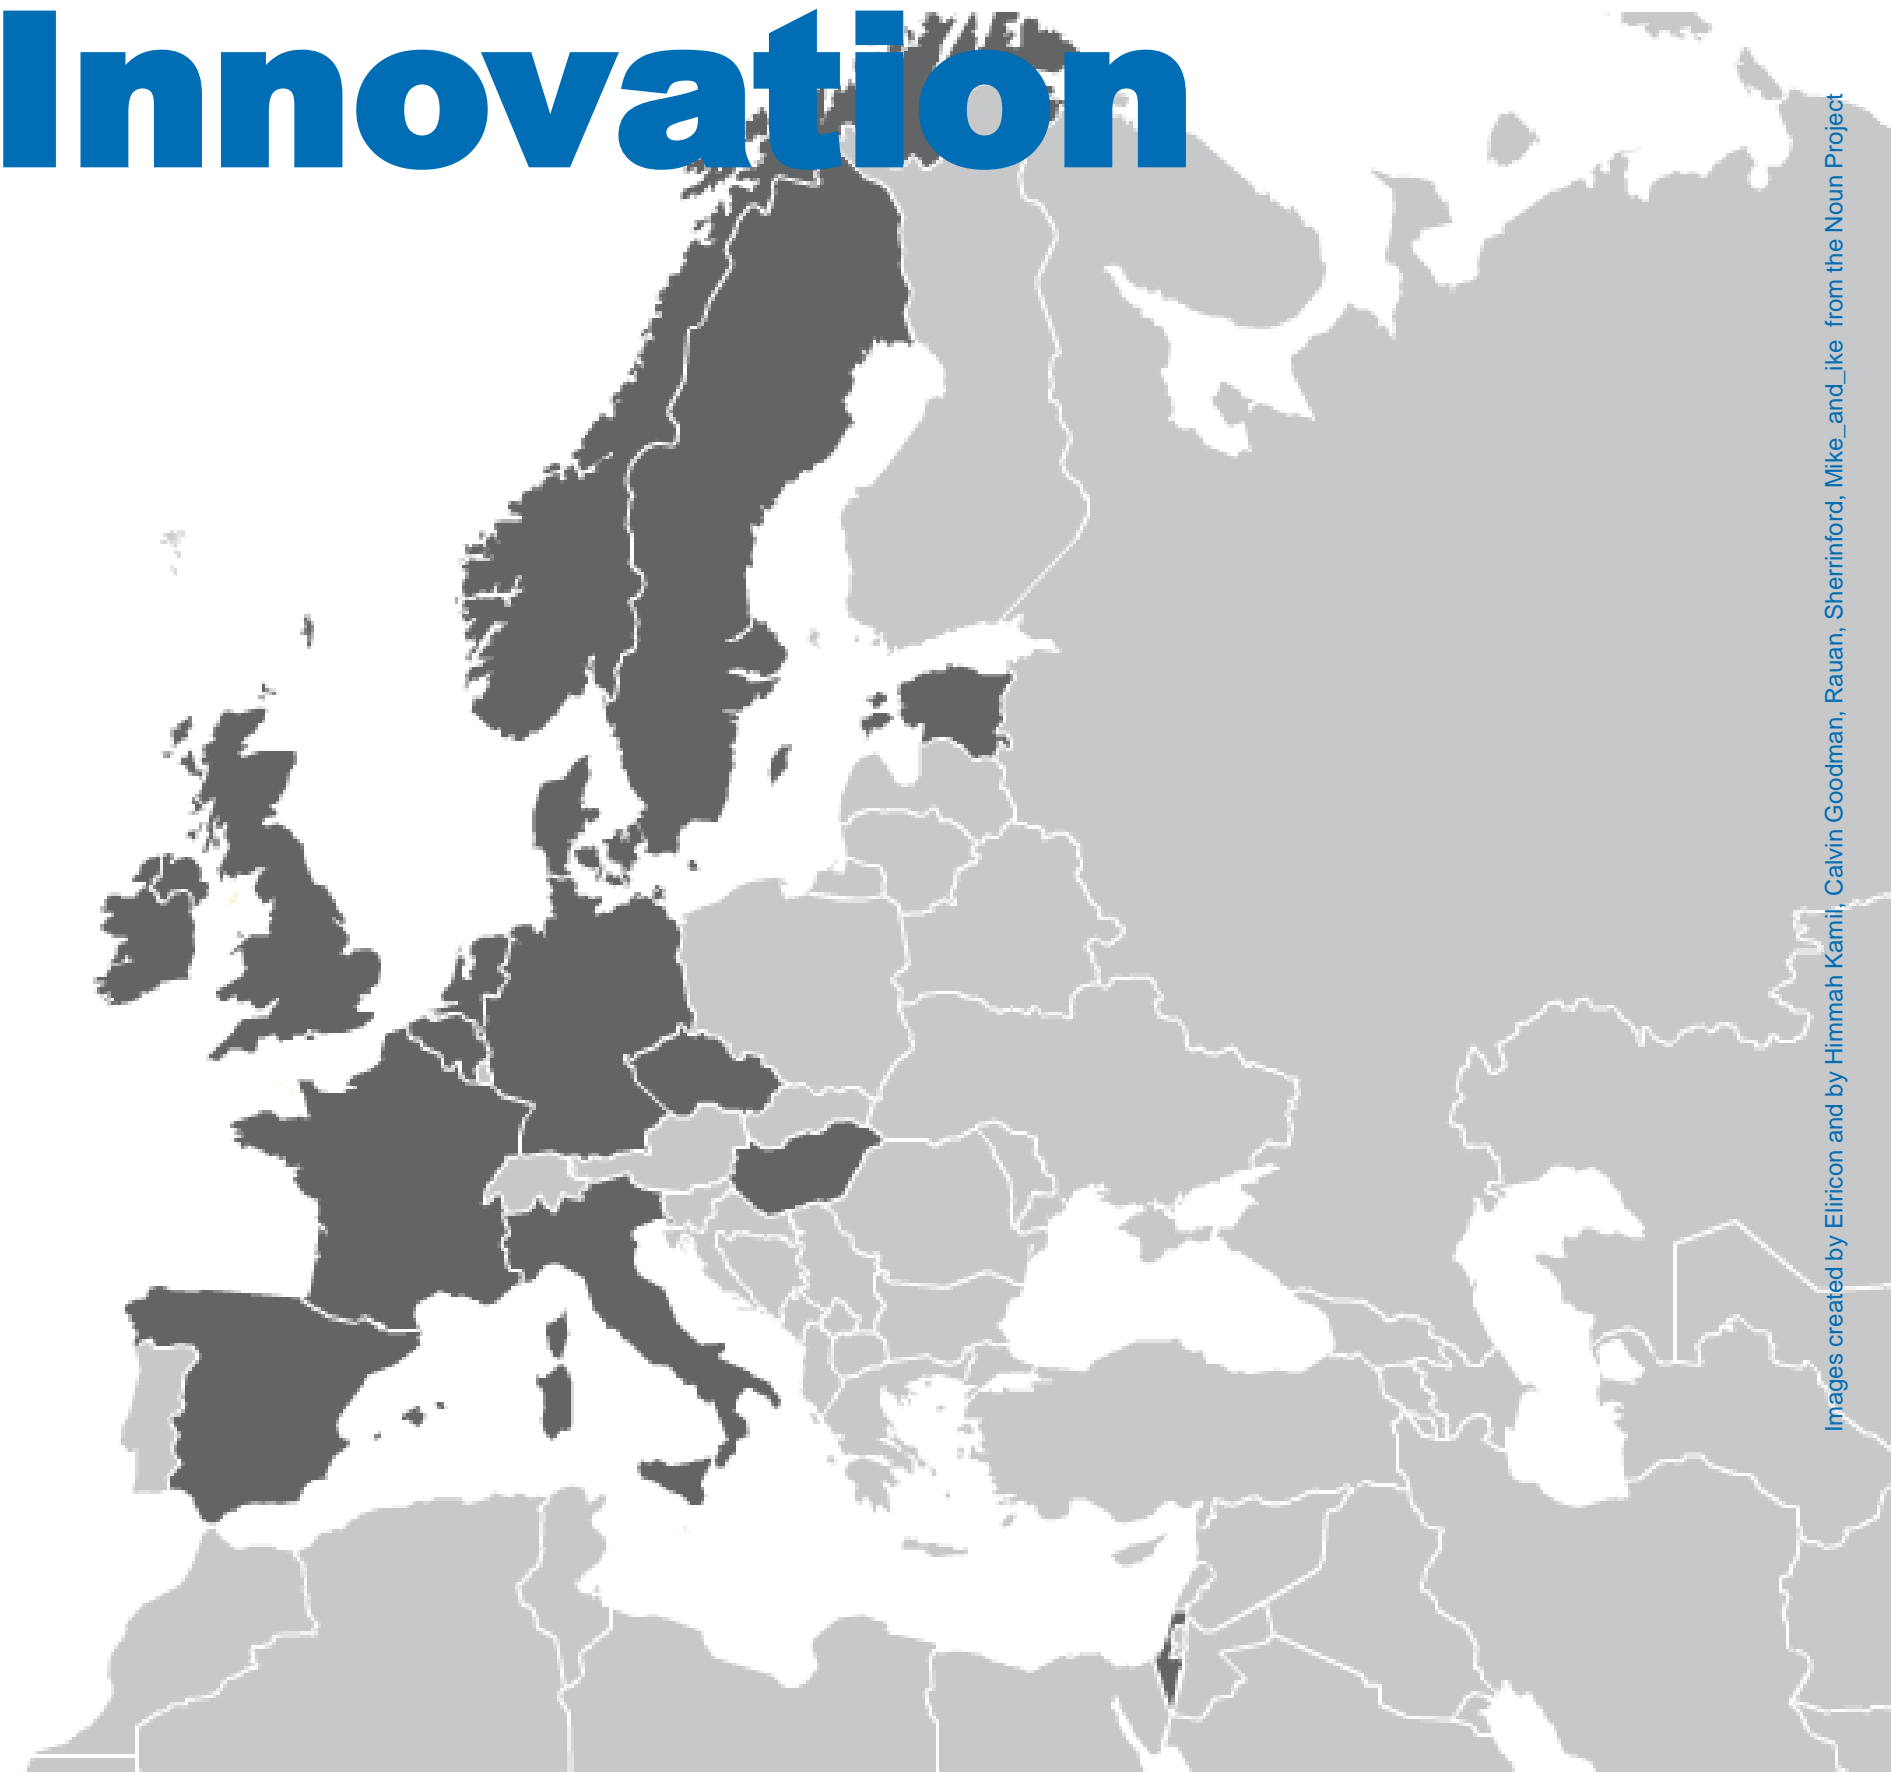 Innovation
Images created by Eliricon and by Himmah Kamil, Calvin Goodman, Rauan, Sherrinford, Mike_and_ike from the Noun Project